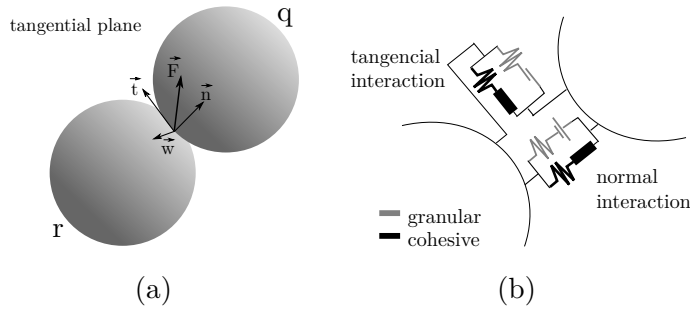 tangential plane
q
F
t
n
w
r
(a)
tangencial
interaction
normal
interaction
granular
cohesive
(b)